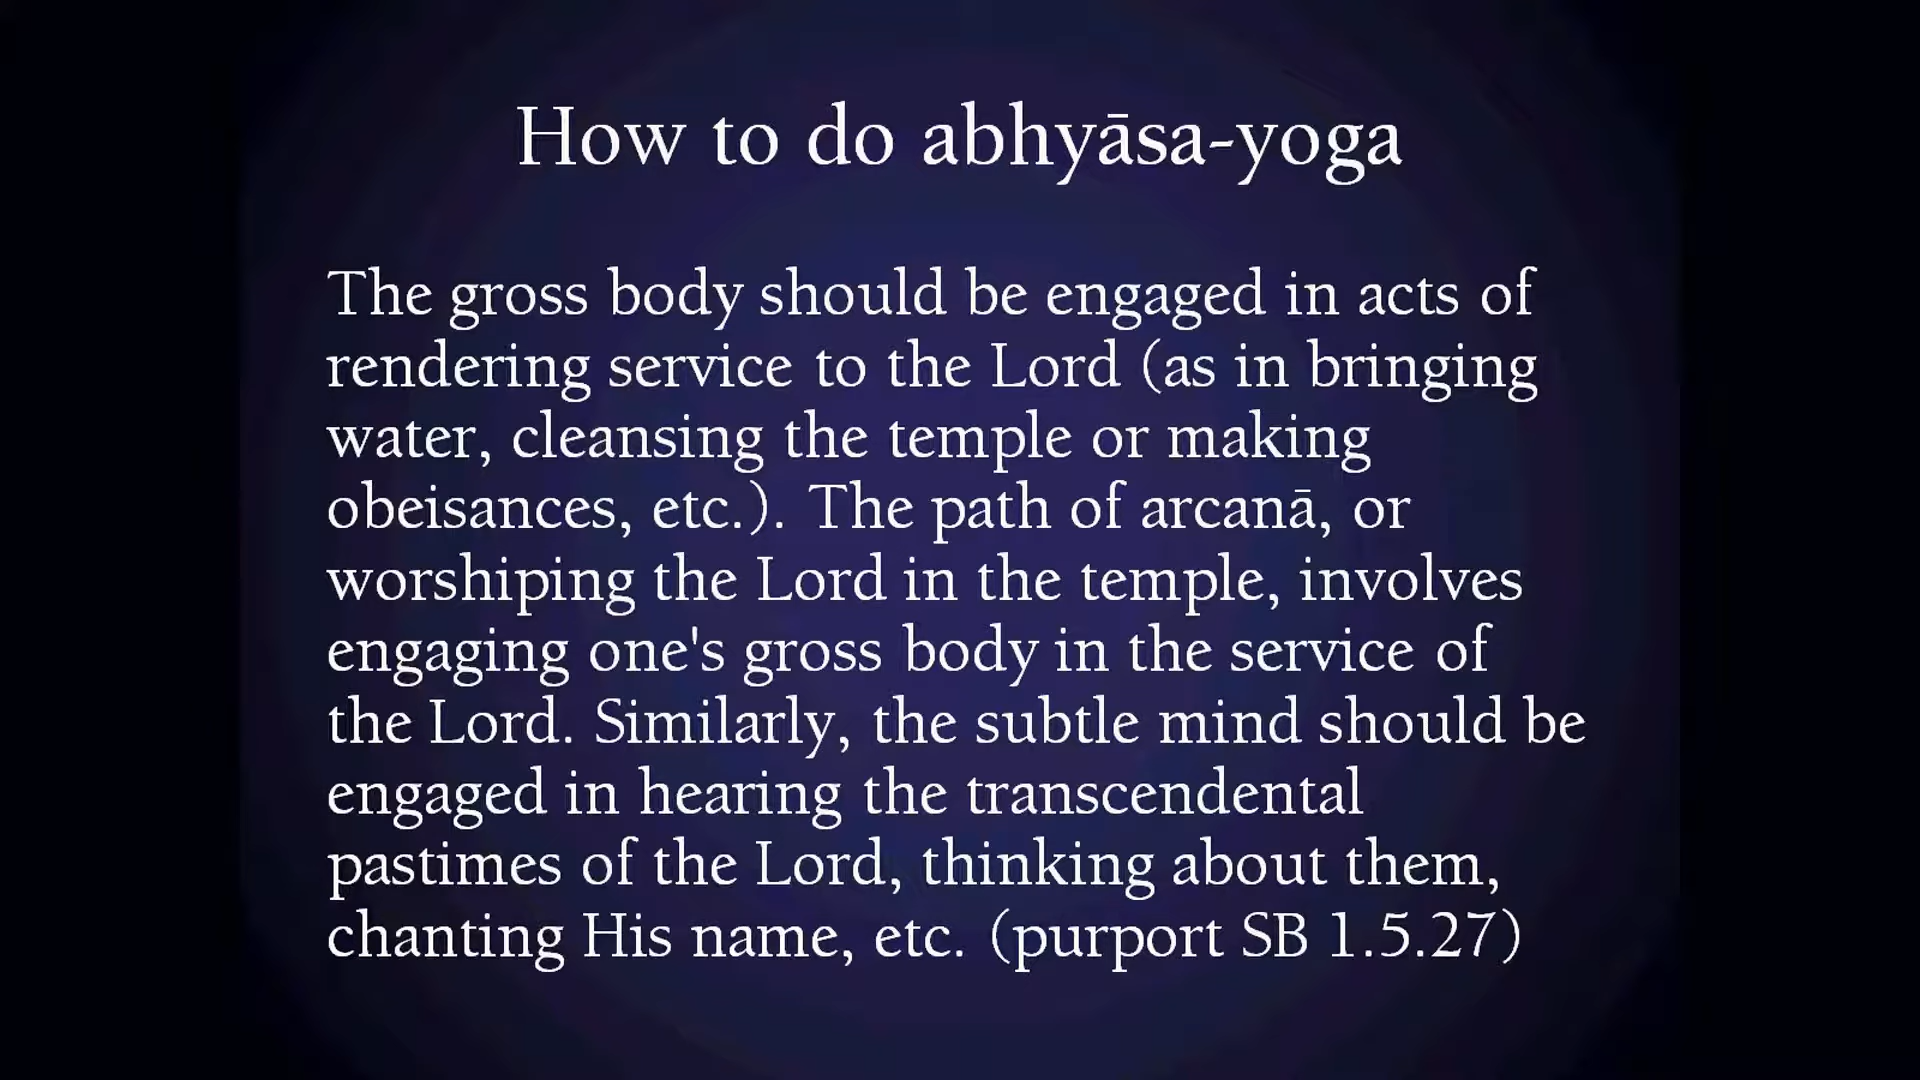 How to do abhyāsa-yoga
The gross body should be engaged in acts of
rendering service to the Lord (as in bringing
water, cleansing the temple or making
obeisances, etc.). The path of arcanā, or
worshiping the Lord in the temple, involves
engaging one's gross body in the service of
the Lord. Similarly, the subtle mind should be
engaged in hearing the transcendental
pastimes of the Lord, thinking about them,
chanting His name, etc. (purport SB 1.5.27)